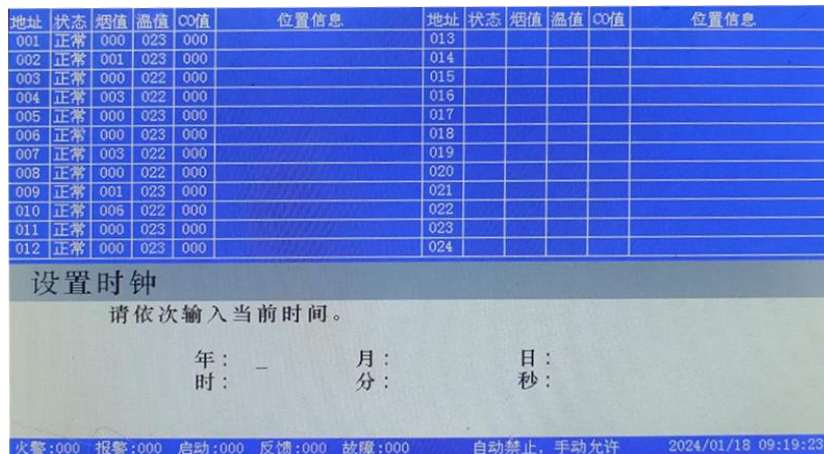 地址 状态 烟值 温值 CO值 位置信息 地址 状态 烟值 温值 CO值 位置信息
001 正常 000 023 000 013
002 正常 001 023 000 014
003 正常 000 022 000 015
004 正常 003 022 000 016
005 正常 000 023 000 017
006 正常 000 023 000 018
007 正常 003 022 000 019
008 正常 000 022 000 020
009 正常 001 023 000 021
010 正常 006 022 000 022
011 正常 000 023 000 023
012 正常 000 023 000 024
设置时钟
请依次输入当前时间。
年： _ 月： 日：
时： 分： 秒：
火警:000 报警:000 启动:000 反馈:000 故障:000 自动禁止，手动允许 2024/01/18 09:19:23